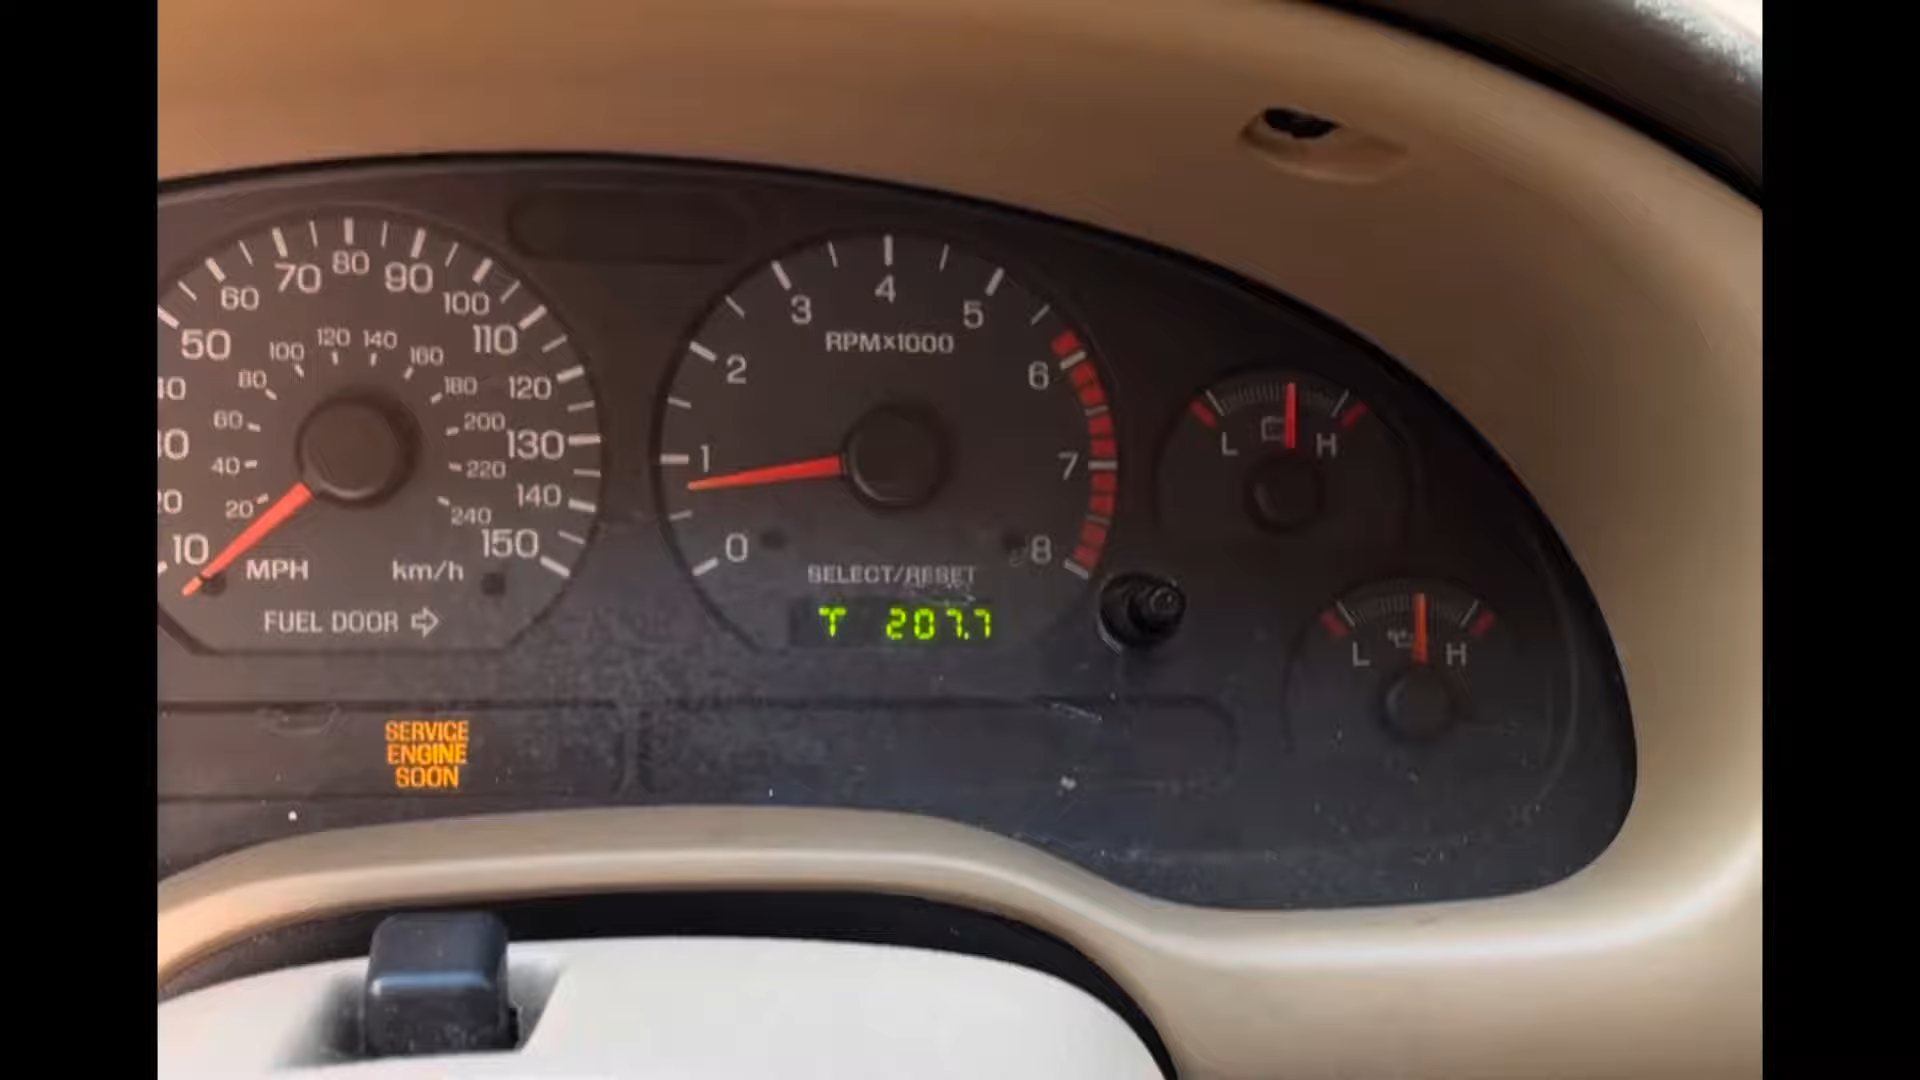 50 60 70 80 90 100 110 120 130 140 150
10
20 40 60 80 100 120 140 160 180 200 220 240
MPH km/h
FUEL DOOR
0 1 2 3 4 5 6 7 8
RPM×1000
SELECT/RESET
T 207.7
L H
L H
SERVICE
ENGINE
SOON